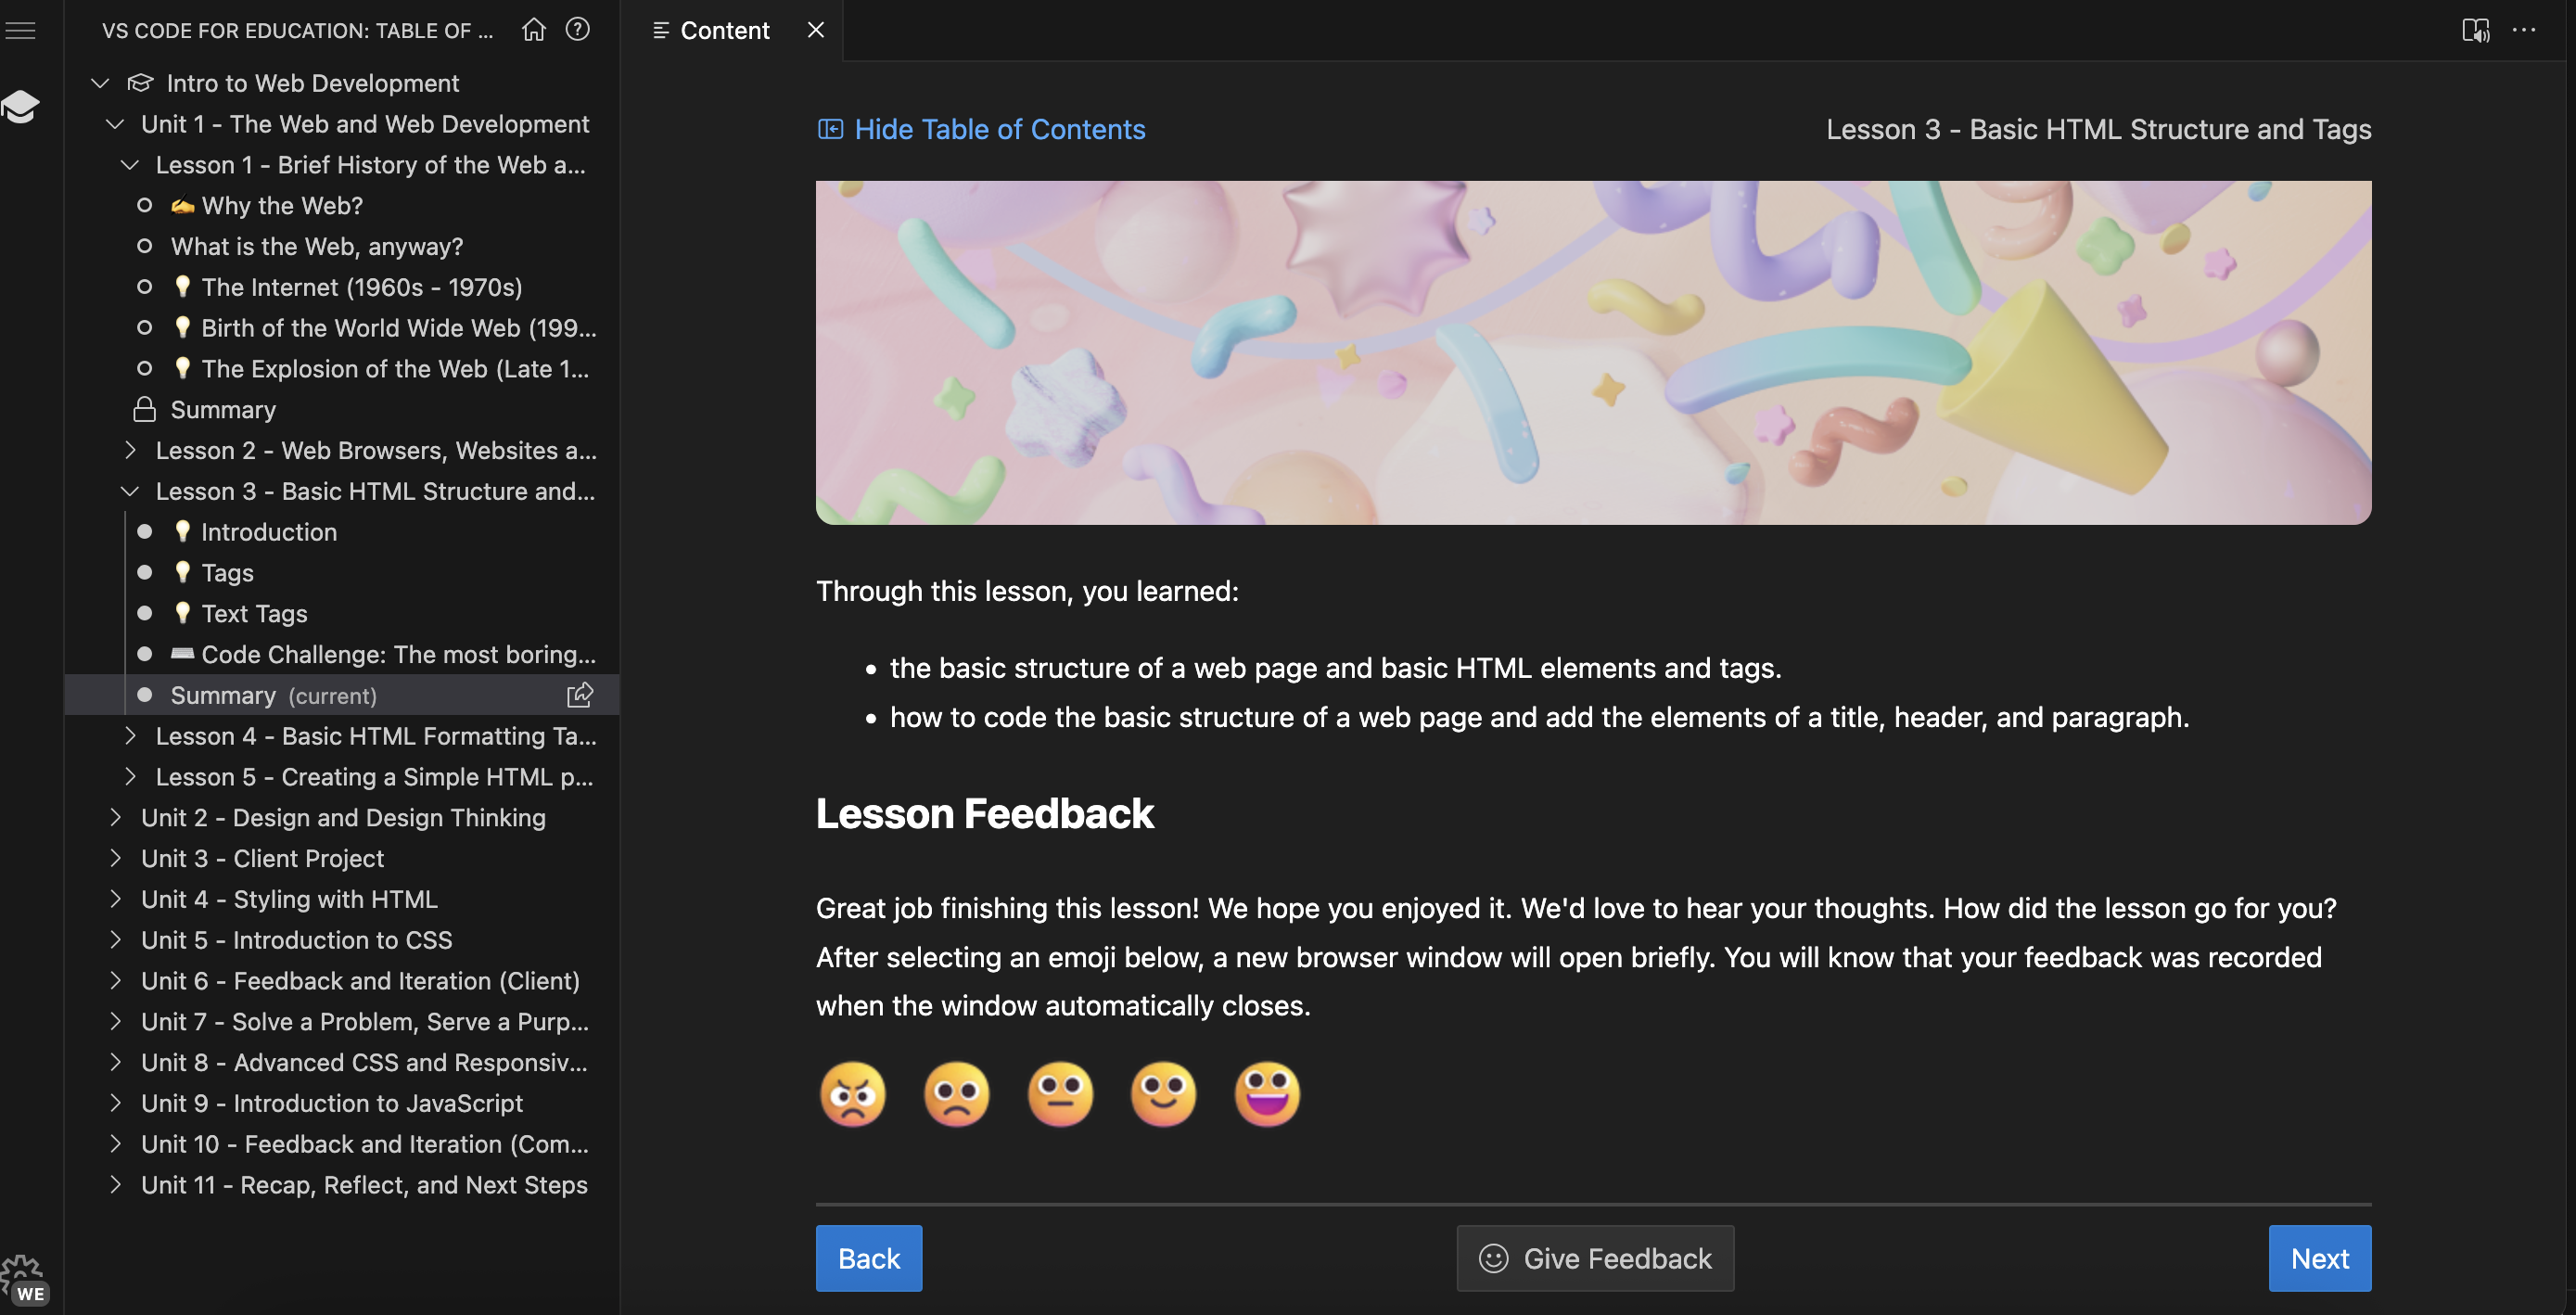 VS CODE FOR EDUCATION: TABLE OF ...
Intro to Web Development
Unit 1 - The Web and Web Development
Lesson 1 - Brief History of the Web a...
✍️ Why the Web?
What is the Web, anyway?
💡 The Internet (1960s - 1970s)
💡 Birth of the World Wide Web (199...
💡 The Explosion of the Web (Late 1...
Summary
Lesson 2 - Web Browsers, Websites a...
Lesson 3 - Basic HTML Structure and...
💡 Introduction
💡 Tags
💡 Text Tags
⌨️ Code Challenge: The most boring...
Summary (current)
Lesson 4 - Basic HTML Formatting Ta...
Lesson 5 - Creating a Simple HTML p...
Unit 2 - Design and Design Thinking
Unit 3 - Client Project
Unit 4 - Styling with HTML
Unit 5 - Introduction to CSS
Unit 6 - Feedback and Iteration (Client)
Unit 7 - Solve a Problem, Serve a Purp...
Unit 8 - Advanced CSS and Responsiv...
Unit 9 - Introduction to JavaScript
Unit 10 - Feedback and Iteration (Com...
Unit 11 - Recap, Reflect, and Next Steps
WE
Content
Hide Table of Contents
Lesson 3 - Basic HTML Structure and Tags
Through this lesson, you learned:
• the basic structure of a web page and basic HTML elements and tags.
• how to code the basic structure of a web page and add the elements of a title, header, and paragraph.
Lesson Feedback
Great job finishing this lesson! We hope you enjoyed it. We'd love to hear your thoughts. How did the lesson go for you?
After selecting an emoji below, a new browser window will open briefly. You will know that your feedback was recorded
when the window automatically closes.
Back
Give Feedback
Next